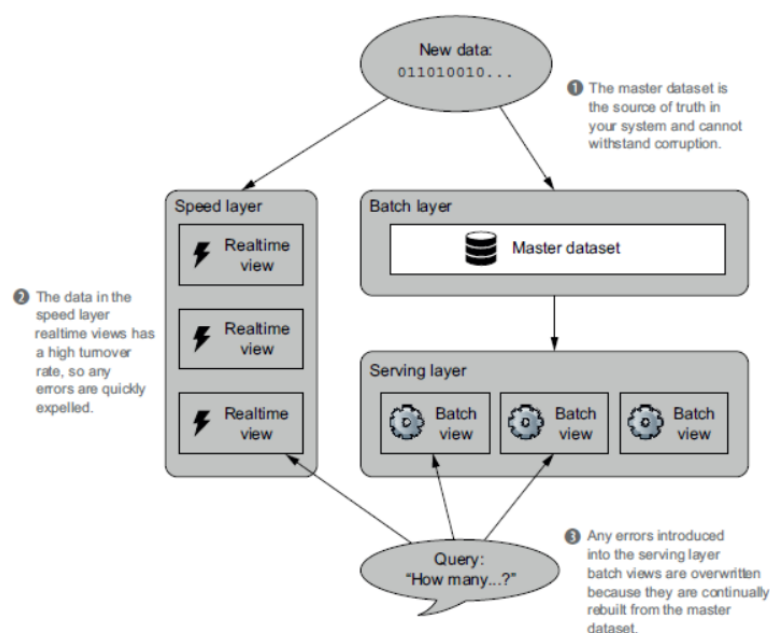 New data:
011010010...
❶ The master dataset is
the source of truth in
your system and cannot
withstand corruption.
Speed layer
Realtime
view
Realtime
view
Realtime
view
❷ The data in the
speed layer
realtime views has
a high turnover
rate, so any
errors are quickly
expelled.
Batch layer
Master dataset
Serving layer
Batch
view
Batch
view
Batch
view
Query:
"How many...?"
❸ Any errors introduced
into the serving layer
batch views are overwritten
because they are continually
rebuilt from the master
dataset.